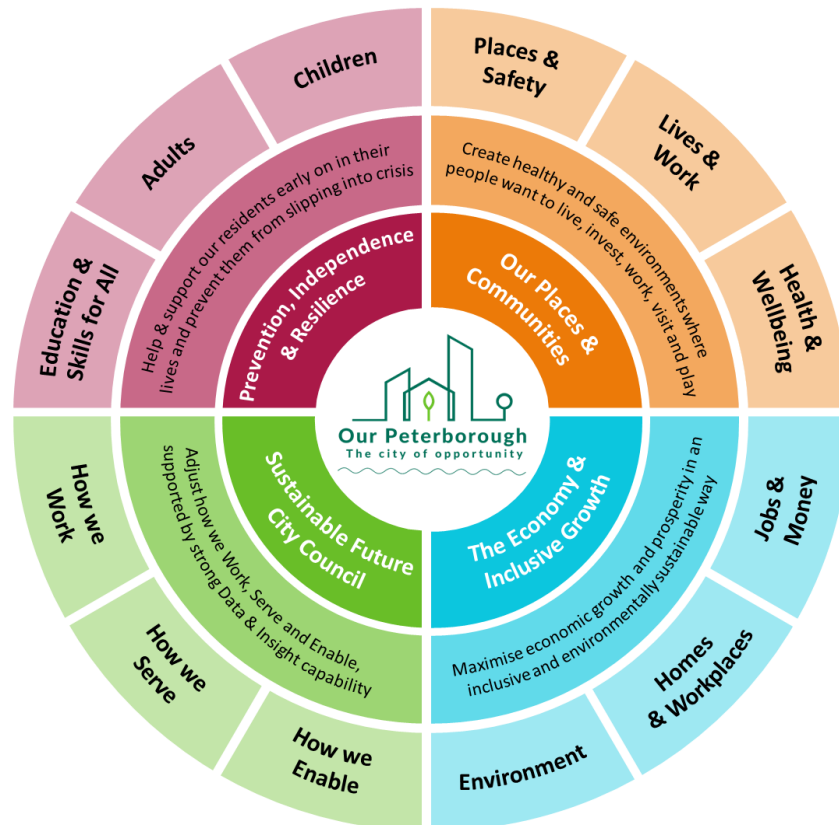 Children
Adults
Education &
Skills for All
Help & support our residents early on in their
lives and prevent them from slipping into crisis
Prevention, Independence
& Resilience
Places &
Safety
Lives &
Work
Health &
Wellbeing
Create healthy and safe environments where
people want to live, invest, work, visit and play
Our Places &
Communities
Our Peterborough
The city of opportunity
How we
Work
How we
Serve
How we
Enable
Adjust how we Work, Serve and Enable,
supported by strong Data & Insight capability
Sustainable Future
City Council
Jobs &
Money
Homes
& Workplaces
Environment
Maximise economic growth and prosperity in an
inclusive and environmentally sustainable way
The Economy &
Inclusive Growth